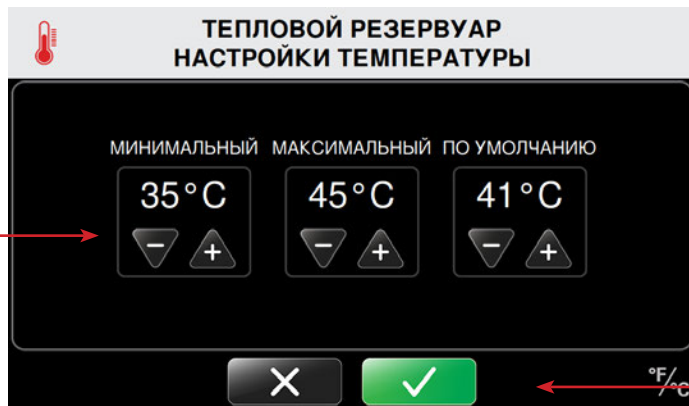 ТЕПЛОВОЙ РЕЗЕРВУАР
НАСТРОЙКИ ТЕМПЕРАТУРЫ
МИНИМАЛЬНЫЙ МАКСИМАЛЬНЫЙ ПО УМОЛЧАНИЮ
35°C 45°C 41°C
− + − + − +
°F/°C